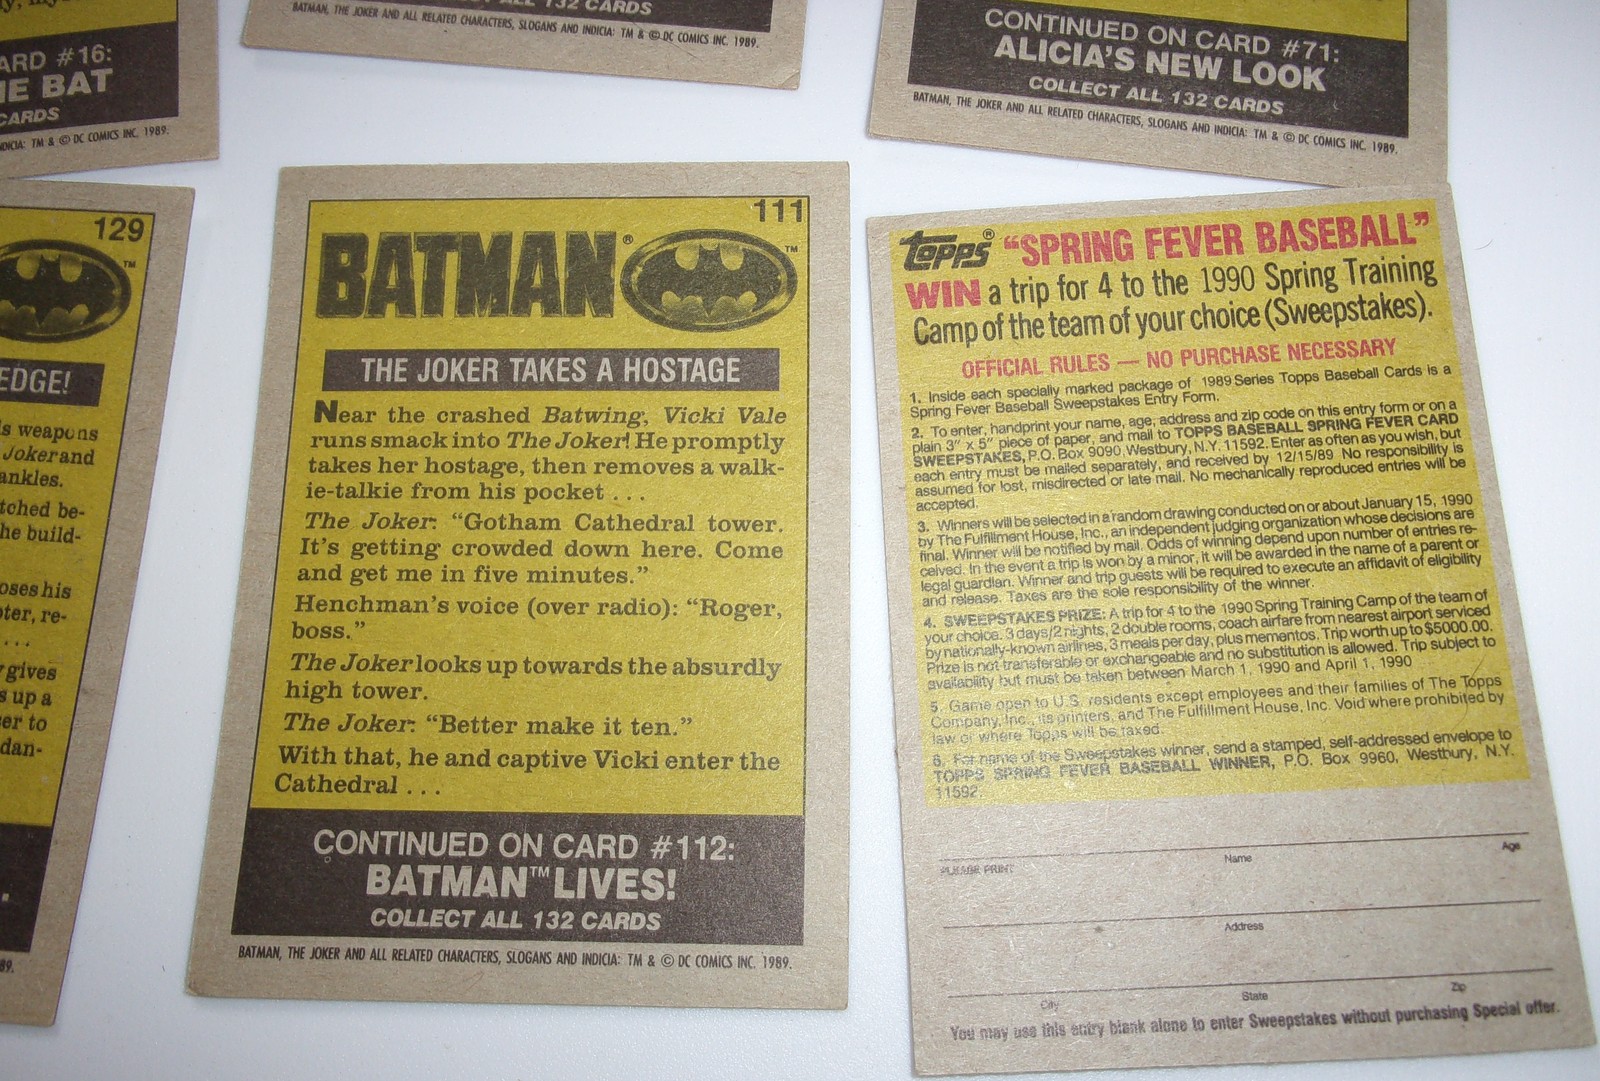 ARD #16:
HE BAT
CARDS
INDICIA: TM & © DC COMICS INC. 1989.
ALL 132 CARDS
BATMAN, THE JOKER AND ALL RELATED CHARACTERS, SLOGANS AND INDICIA: TM & © DC COMICS INC. 1989.
CONTINUED ON CARD #71:
ALICIA'S NEW LOOK
COLLECT ALL 132 CARDS
BATMAN, THE JOKER AND ALL RELATED CHARACTERS, SLOGANS AND INDICIA: TM & © DC COMICS INC. 1989.
129
TM
EDGE!
s weapons
Joker and
ankles.
tched be-
he build-
oses his
ter, re-
...
gives
s up a
er to
dan-
89.
111
BATMAN® TM
THE JOKER TAKES A HOSTAGE
Near the crashed Batwing, Vicki Vale
runs smack into The Joker! He promptly
takes her hostage, then removes a walk-
ie-talkie from his pocket . . .
The Joker: “Gotham Cathedral tower.
It's getting crowded down here. Come
and get me in five minutes.”
Henchman's voice (over radio): “Roger,
boss.”
The Joker looks up towards the absurdly
high tower.
The Joker: “Better make it ten.”
With that, he and captive Vicki enter the
Cathedral . . .
CONTINUED ON CARD #112:
BATMAN™ LIVES!
COLLECT ALL 132 CARDS
BATMAN, THE JOKER AND ALL RELATED CHARACTERS, SLOGANS AND INDICIA: TM & © DC COMICS INC. 1989.
topps® “SPRING FEVER BASEBALL”
WIN a trip for 4 to the 1990 Spring Training
Camp of the team of your choice (Sweepstakes).
OFFICIAL RULES — NO PURCHASE NECESSARY
1. Inside each specially marked package of 1989 Series Topps Baseball Cards is a
Spring Fever Baseball Sweepstakes Entry Form.
2. To enter, handprint your name, age, address and zip code on this entry form or on a
plain 3" x 5" piece of paper, and mail to TOPPS BASEBALL SPRING FEVER CARD
SWEEPSTAKES, P.O. Box 9090, Westbury, N.Y. 11592. Enter as often as you wish, but
each entry must be mailed separately, and received by 12/15/89. No responsibility is
assumed for lost, misdirected or late mail. No mechanically reproduced entries will be
accepted.
3. Winners will be selected in a random drawing conducted on or about January 15, 1990
by The Fulfillment House, Inc., an independent judging organization whose decisions are
final. Winner will be notified by mail. Odds of winning depend upon number of entries re-
ceived. In the event a trip is won by a minor, it will be awarded in the name of a parent or
legal guardian. Winner and trip guests will be required to execute an affidavit of eligibility
and release. Taxes are the sole responsibility of the winner.
4. SWEEPSTAKES PRIZE: A trip for 4 to the 1990 Spring Training Camp of the team of
your choice. 3 days/2 nights, 2 double rooms, coach airfare from nearest airport serviced
by nationally-known airlines, 3 meals per day, plus mementos. Trip worth up to $5000.00.
Prize is not transferable or exchangeable and no substitution is allowed. Trip subject to
availability but must be taken between March 1, 1990 and April 1, 1990
5. Game open to U.S. residents except employees and their families of The Topps
Company, Inc., its printers, and The Fulfillment House, Inc. Void where prohibited by
law or where Topps will be taxed.
6. For name of the Sweepstakes winner, send a stamped, self-addressed envelope to
TOPPS SPRING FEVER BASEBALL WINNER, P.O. Box 9960, Westbury, N.Y.
11592.
PLEASE PRINT Name Age
Address
City State Zip
You may use this entry blank alone to enter Sweepstakes without purchasing Special offer.